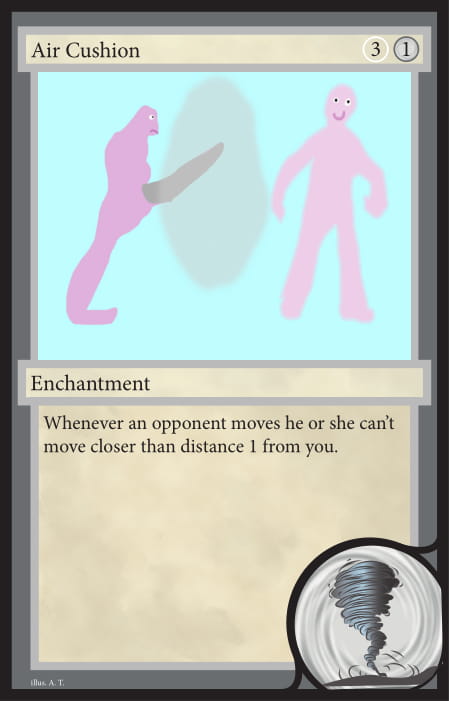 Air Cushion 3 1
Enchantment
Whenever an opponent moves he or she can’t
move closer than distance 1 from you.
illus. A. T.